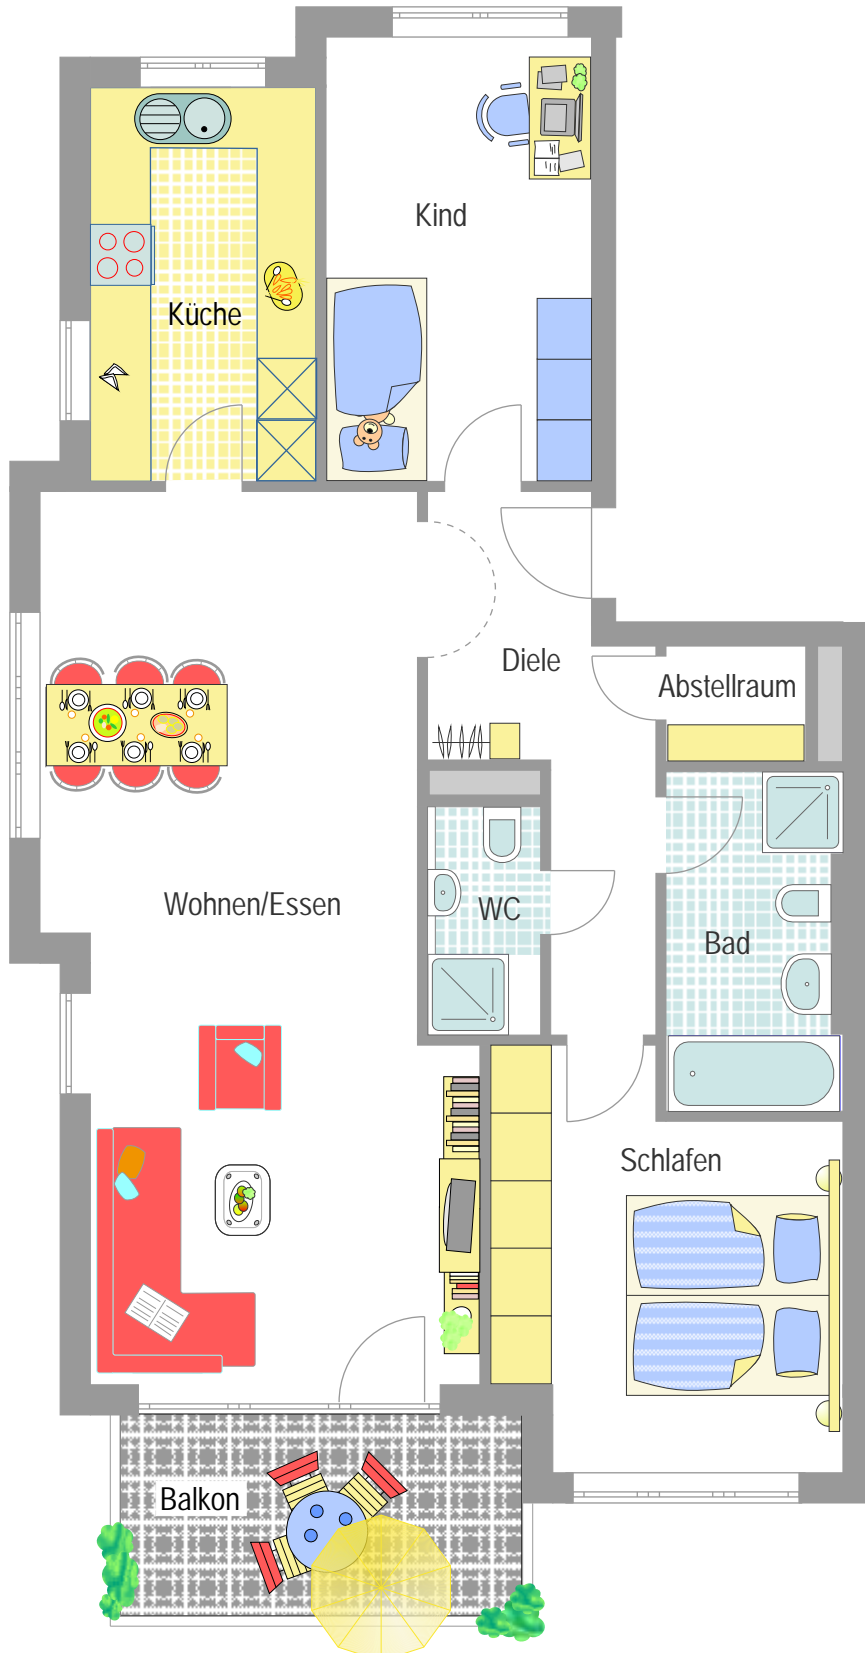 Kind
Küche
Diele
Abstellraum
Wohnen/Essen
WC
Bad
Schlafen
Balkon